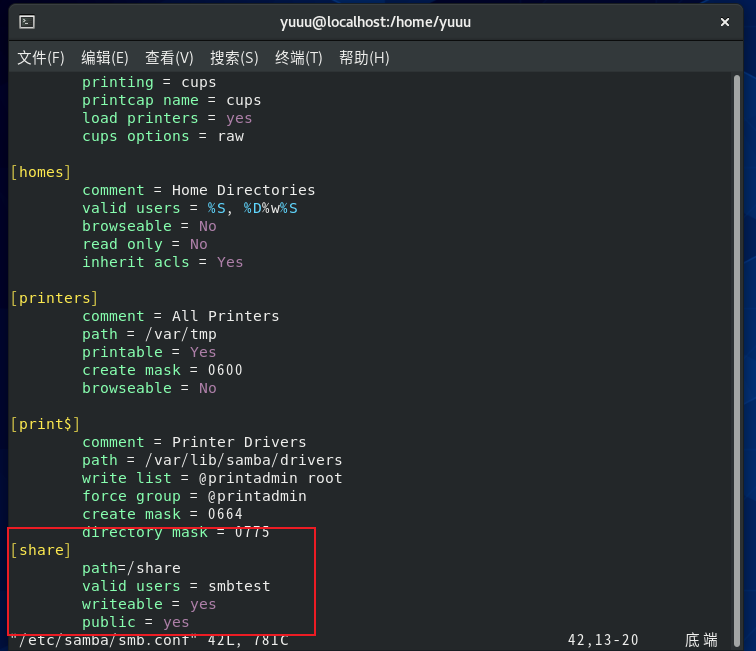 yuuu@localhost:/home/yuuu
文件(F) 编辑(E) 查看(V) 搜索(S) 终端(T) 帮助(H)
printing = cups
printcap name = cups
load printers = yes
cups options = raw
[homes]
comment = Home Directories
valid users = %S, %D%w%S
browseable = No
read only = No
inherit acls = Yes
[printers]
comment = All Printers
path = /var/tmp
printable = Yes
create mask = 0600
browseable = No
[print$]
comment = Printer Drivers
path = /var/lib/samba/drivers
write list = @printadmin root
force group = @printadmin
create mask = 0664
directory mask = 0775
[share]
path=/share
valid users = smbtest
writeable = yes
public = yes
"/etc/samba/smb.conf" 42L, 781C 42,13-20 底端